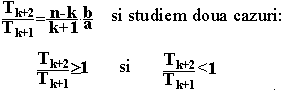 T_{k+2}/T_{k+1} = (n-k)/(k+1) · b/a si studiem doua cazuri:
T_{k+2}/T_{k+1} ≥ 1 si T_{k+2}/T_{k+1} < 1